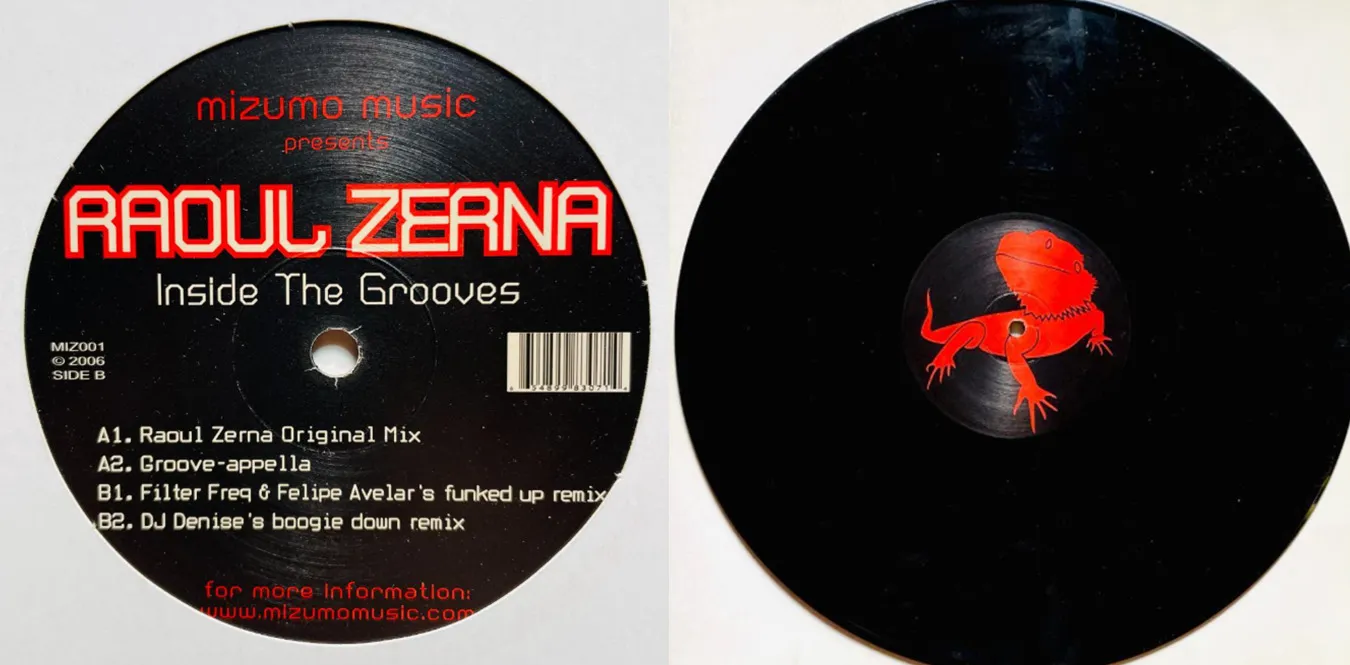 mizumo music
presents
RAOUL ZERNA
Inside The Grooves
MIZ001
© 2006
SIDE B
54699 83071
A1. Raoul Zerna Original Mix
A2. Groove-appella
B1. Filter Freq & Felipe Avelar's funked up remix
B2. DJ Denise's boogie down remix
for more information:
www.mizumomusic.com